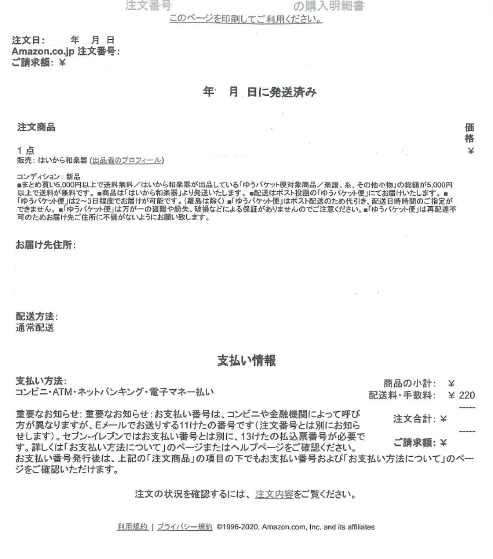 注文番号 の購入明細書
このページを印刷してご利用ください。
注文日: 年 月 日
Amazon.co.jp 注文番号:
ご請求額: ￥
年 月 日に発送済み
注文商品 価格
1 点 ￥
販売: はいから和楽器 (出品者のプロフィール)
コンディション: 新品
■まとめ買い5,000円以上で送料無料／はいから和楽器が出品している「ゆうパケット便対象商品／楽譜、糸、その他小物」の総額が5,000円
以上で送料が無料です。 ■商品は「はいから和楽器」より発送いたします。 ■配送はポスト投函の「ゆうパケット便」にてお届けいたします。 ■
「ゆうパケット便」は2～3日程度でお届けが可能です。（離島は除く） ■「ゆうパケット便」はポスト配送のため代引き、配送日時時間のご指定が
できません。 ■「ゆうパケット便」は万が一の盗難や紛失、破損などによる保証がありませんのでご注意ください。 ■「ゆうパケット便」は再配達不
可のためお届け先ご住所に不備がないようにお願い致します。
お届け先住所:
配送方法:
通常配送
支払い情報
支払い方法:
コンビニ・ATM・ネットバンキング・電子マネー払い
商品の小計: ￥
配送料・手数料: ￥ 220
-----
注文合計: ￥
-----
ご請求額: ￥
重要なお知らせ: 重要なお知らせ: お支払い番号は、コンビニや金融機関によって呼び
方が異なりますが、Eメールでお送りする11けたの番号です（注文番号とは別にお知ら
せします）。セブン-イレブンではお支払い番号とは別に、13けたの払込票番号が必要で
す。詳しくは「お支払い方法について」のページまたはヘルプページをご確認ください。
お支払い番号発行後は、上記の「注文商品」の項目の下でもお支払い番号および「お支払い方法について」のペー
ジをご確認いただけます。
注文の状況を確認するには、 注文内容をご覧ください。
利用規約 | プライバシー規約 ©1996-2020, Amazon.com, Inc. and its affiliates